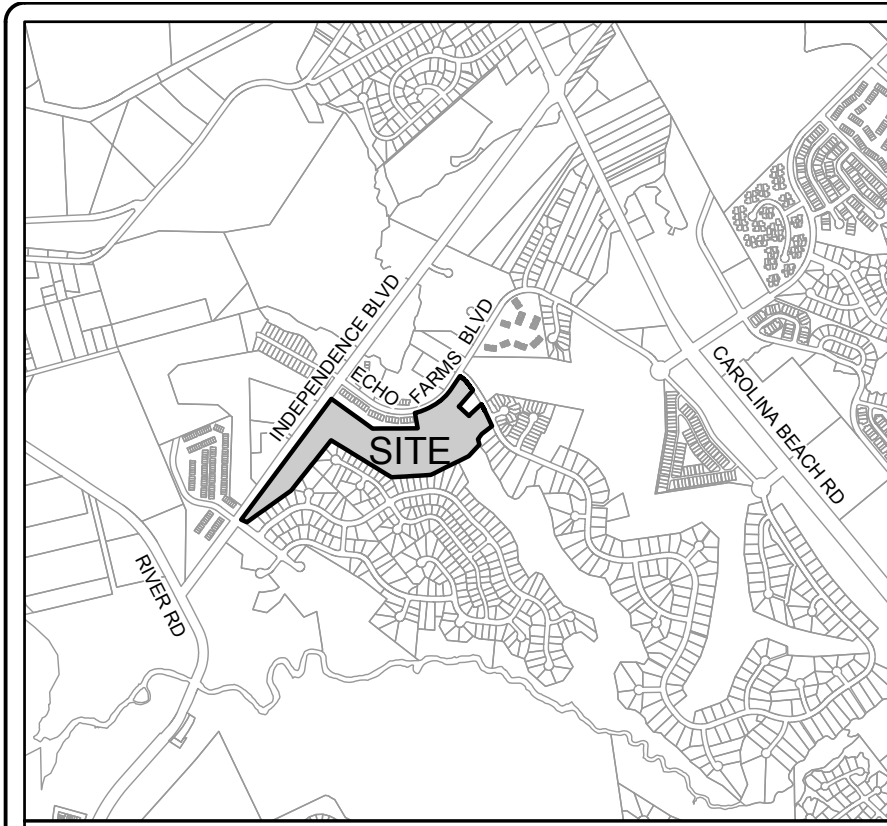 INDEPENDENCE BLVD
ECHO FARMS BLVD
SITE
CAROLINA BEACH RD
RIVER RD